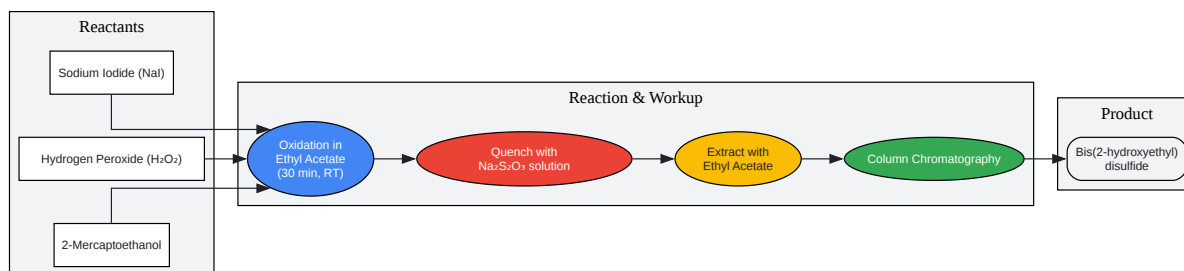 Reactants
Sodium Iodide (NaI)
Hydrogen Peroxide (H₂O₂)
2-Mercaptoethanol
Reaction & Workup
Oxidation in
Ethyl Acetate
(30 min, RT)
Quench with
Na₂S₂O₃ solution
Extract with
Ethyl Acetate
Column Chromatography
Product
Bis(2-hydroxyethyl)
disulfide